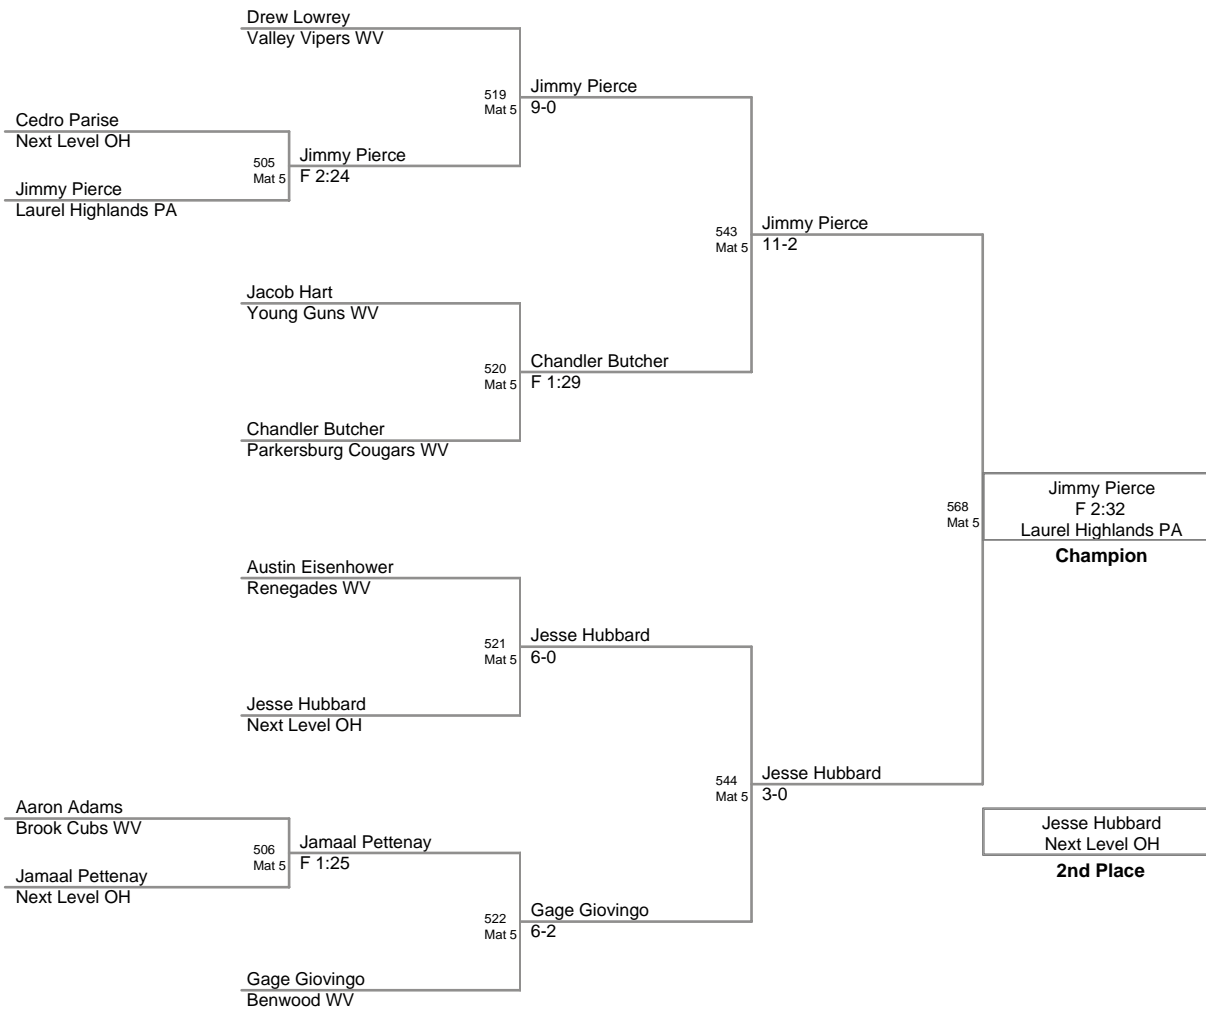 Drew Lowrey
Valley Vipers WV
519
Mat 5
Jimmy Pierce
9-0
Cedro Parise
Next Level OH
505
Mat 5
Jimmy Pierce
F 2:24
Jimmy Pierce
Laurel Highlands PA
543
Mat 5
Jimmy Pierce
11-2
Jacob Hart
Young Guns WV
520
Mat 5
Chandler Butcher
F 1:29
Chandler Butcher
Parkersburg Cougars WV
568
Mat 5
Jimmy Pierce
F 2:32
Laurel Highlands PA
Champion
Austin Eisenhower
Renegades WV
521
Mat 5
Jesse Hubbard
6-0
Jesse Hubbard
Next Level OH
544
Mat 5
Jesse Hubbard
3-0
Aaron Adams
Brook Cubs WV
506
Mat 5
Jamaal Pettenay
F 1:25
Jamaal Pettenay
Next Level OH
Jesse Hubbard
Next Level OH
2nd Place
522
Mat 5
Gage Giovingo
6-2
Gage Giovingo
Benwood WV